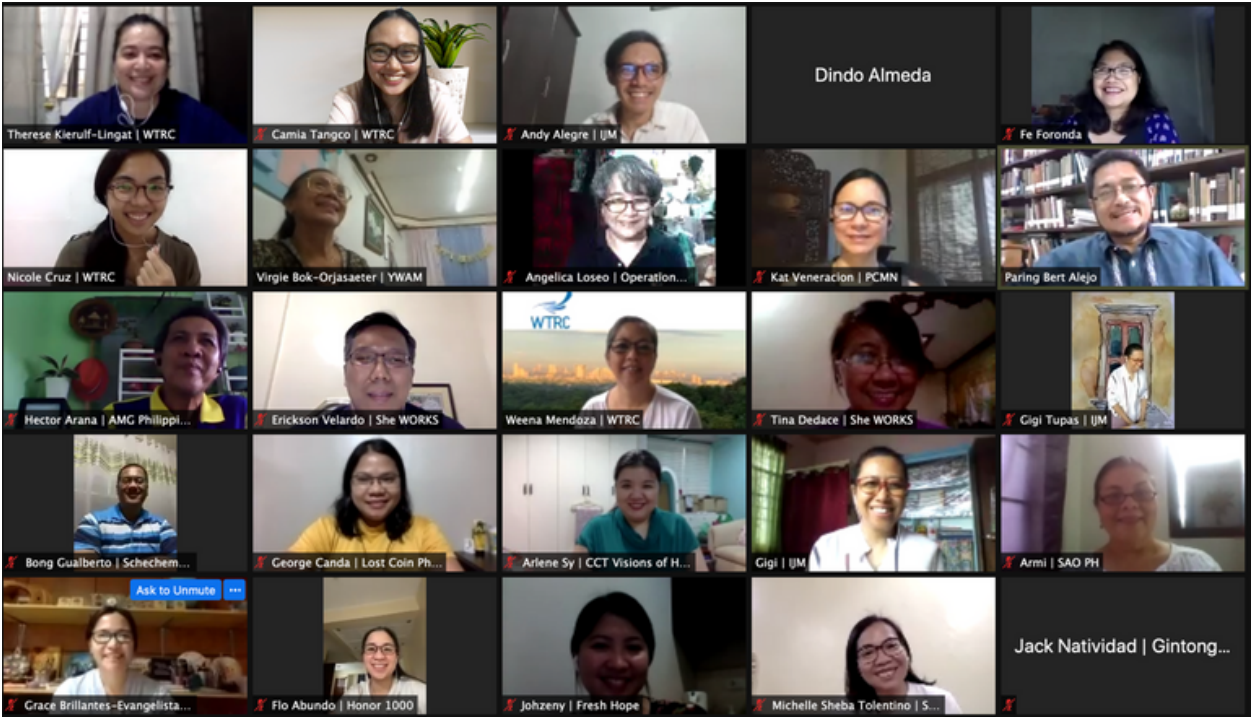 Therese Kierulf-Lingat | WTRC
Camia Tangco | WTRC
Andy Alegre | IJM
Dindo Almeda
Fe Foronda
Nicole Cruz | WTRC
Virgie Bok-Orjasaeter | YWAM
Angelica Loseo | Operation...
Kat Veneracion | PCMN
Paring Bert Alejo
Hector Arana | AMG Philippi...
Erickson Velardo | She WORKS
WTRC
Weena Mendoza | WTRC
Tina Dedace | She WORKS
Gigi Tupas | IJM
Bong Gualberto | Schechem...
George Canda | Lost Coin Ph...
Arlene Sy | CCT Visions of H...
Gigi | IJM
Armi | SAO PH
Ask to Unmute
Grace Brillantes-Evangelista...
Flo Abundo | Honor 1000
Johzeny | Fresh Hope
Michelle Sheba Tolentino | S...
Jack Natividad | Gintong...